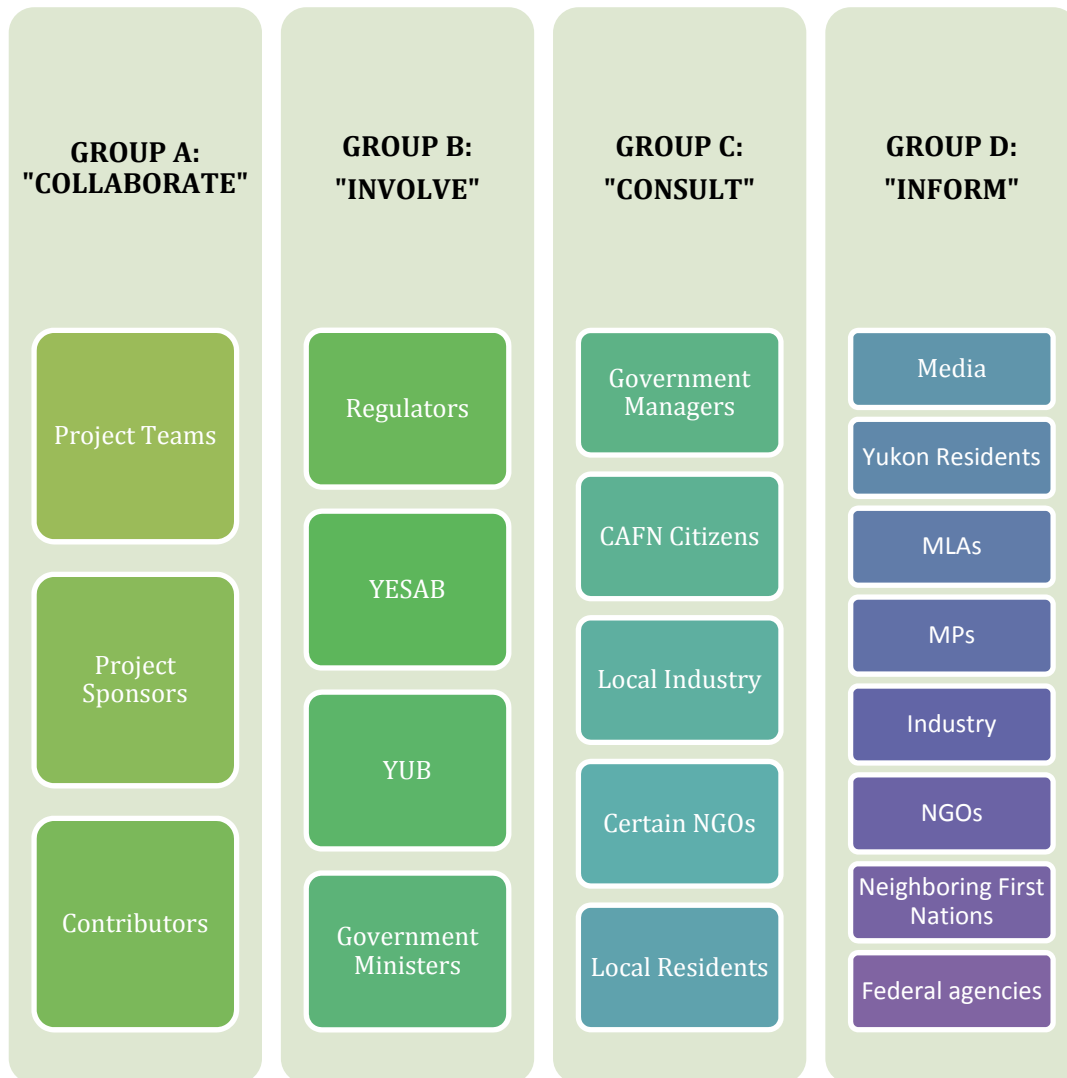 GROUP A:
"COLLABORATE"
Project Teams
Project
Sponsors
Contributors
GROUP B:
"INVOLVE"
Regulators
YESAB
YUB
Government
Ministers
GROUP C:
"CONSULT"
Government
Managers
CAFN Citizens
Local Industry
Certain NGOs
Local Residents
GROUP D:
"INFORM"
Media
Yukon Residents
MLAs
MPs
Industry
NGOs
Neighboring First
Nations
Federal agencies